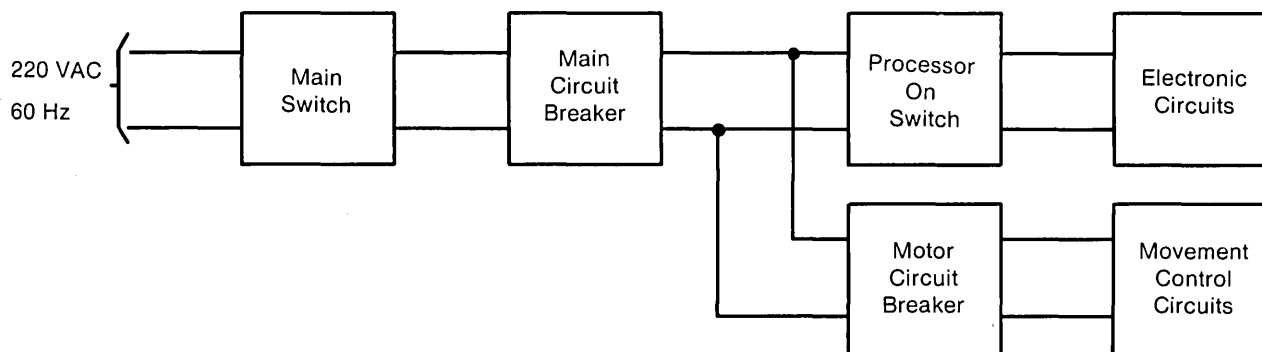 220 VAC
60 Hz
Main
Switch
Main
Circuit
Breaker
Processor
On
Switch
Electronic
Circuits
Motor
Circuit
Breaker
Movement
Control
Circuits